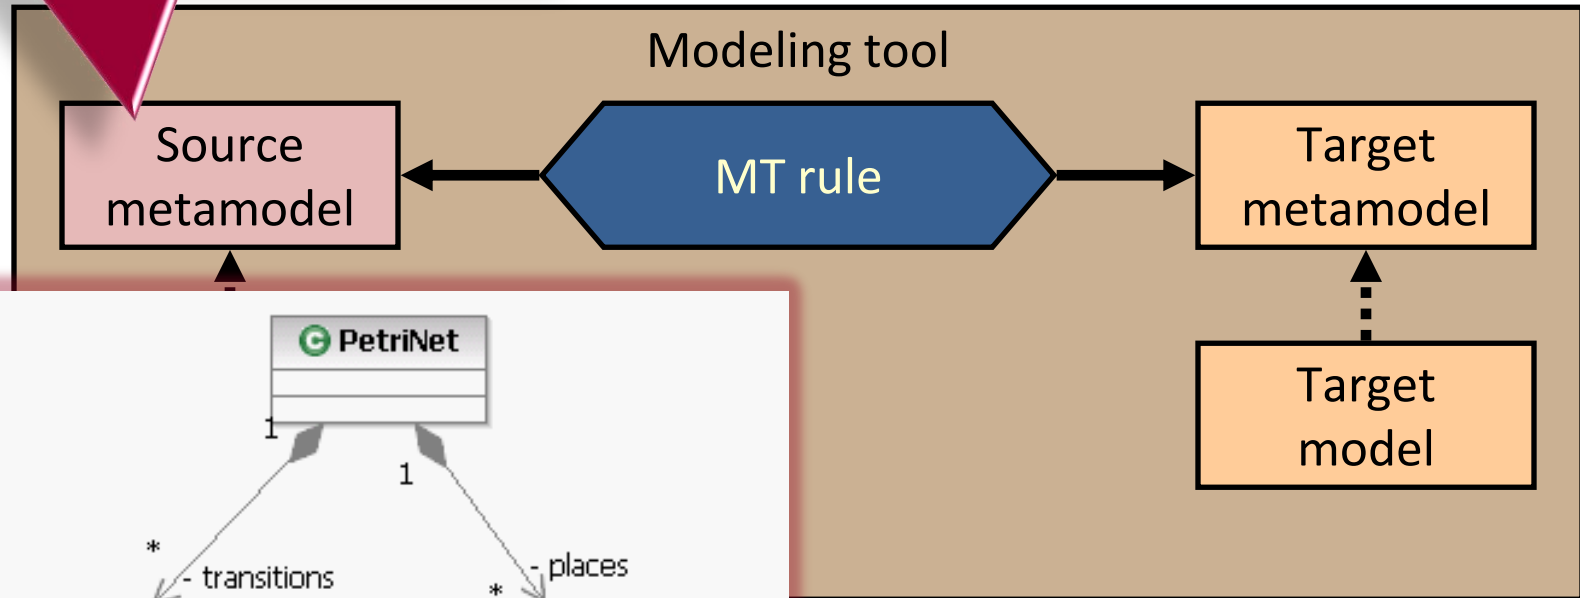 Modeling tool
Source
metamodel
MT rule
Target
metamodel
C PetriNet
1
1
*
- transitions
*
- places
Target
model